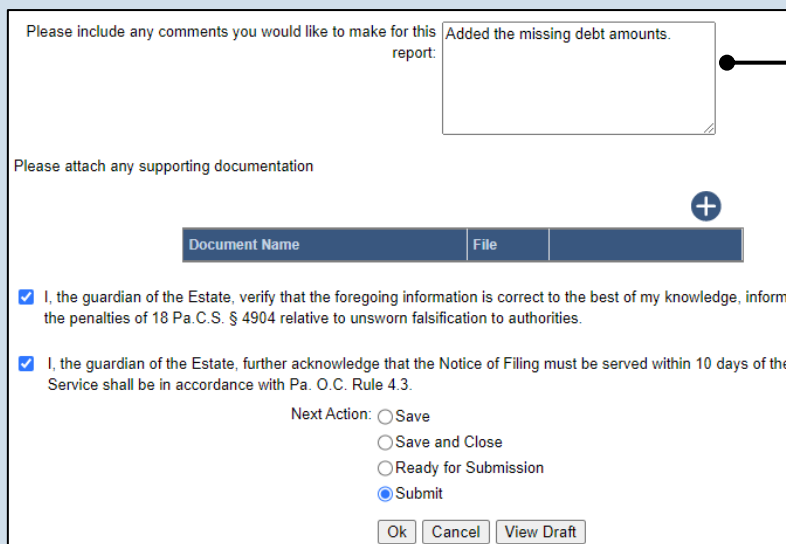 Please include any comments you would like to make for this
report:
Added the missing debt amounts.
Please attach any supporting documentation
Document Name File
I, the guardian of the Estate, verify that the foregoing information is correct to the best of my knowledge, inform
the penalties of 18 Pa.C.S. § 4904 relative to unsworn falsification to authorities.
I, the guardian of the Estate, further acknowledge that the Notice of Filing must be served within 10 days of the
Service shall be in accordance with Pa. O.C. Rule 4.3.
Next Action: Save
Save and Close
Ready for Submission
Submit
Ok Cancel View Draft